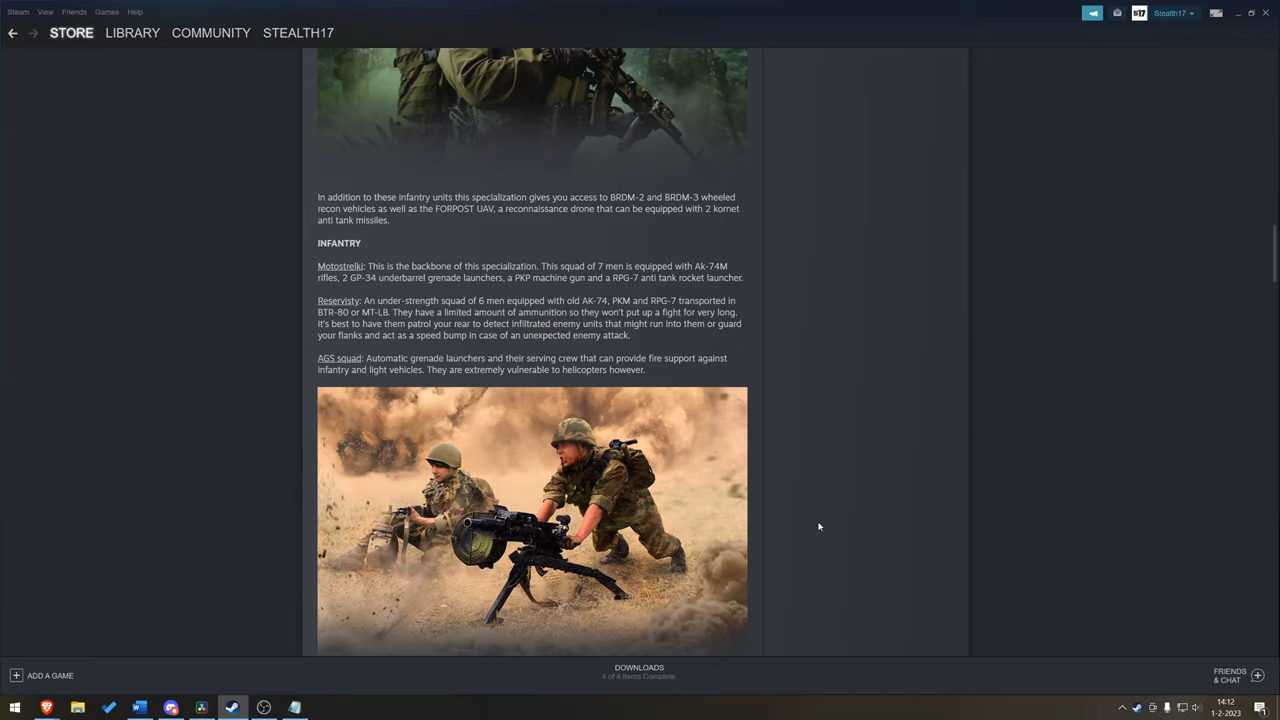 Steam View Friends Games Help
S17 Stealth17
STORE LIBRARY COMMUNITY STEALTH17
In addition to these infantry units this specialization gives you access to BRDM-2 and BRDM-3 wheeled
recon vehicles as well as the FORPOST UAV, a reconnaissance drone that can be equipped with 2 kornet
anti tank missiles.
INFANTRY
Motostrelki: This is the backbone of this specialization. This squad of 7 men is equipped with Ak-74M
rifles, 2 GP-34 underbarrel grenade launchers, a PKP machine gun and a RPG-7 anti tank rocket launcher.
Reservisty: An under-strength squad of 6 men equipped with old AK-74, PKM and RPG-7 transported in
BTR-80 or MT-LB. They have a limited amount of ammunition so they won't put up a fight for very long.
It's best to have them patrol your rear to detect infiltrated enemy units that might run into them or guard
your flanks and act as a speed bump in case of an unexpected enemy attack.
AGS squad: Automatic grenade launchers and their serving crew that can provide fire support against
infantry and light vehicles. They are extremely vulnerable to helicopters however.
DOWNLOADS
4 of 4 Items Complete
ADD A GAME
FRIENDS
& CHAT
14:12
1-2-2023